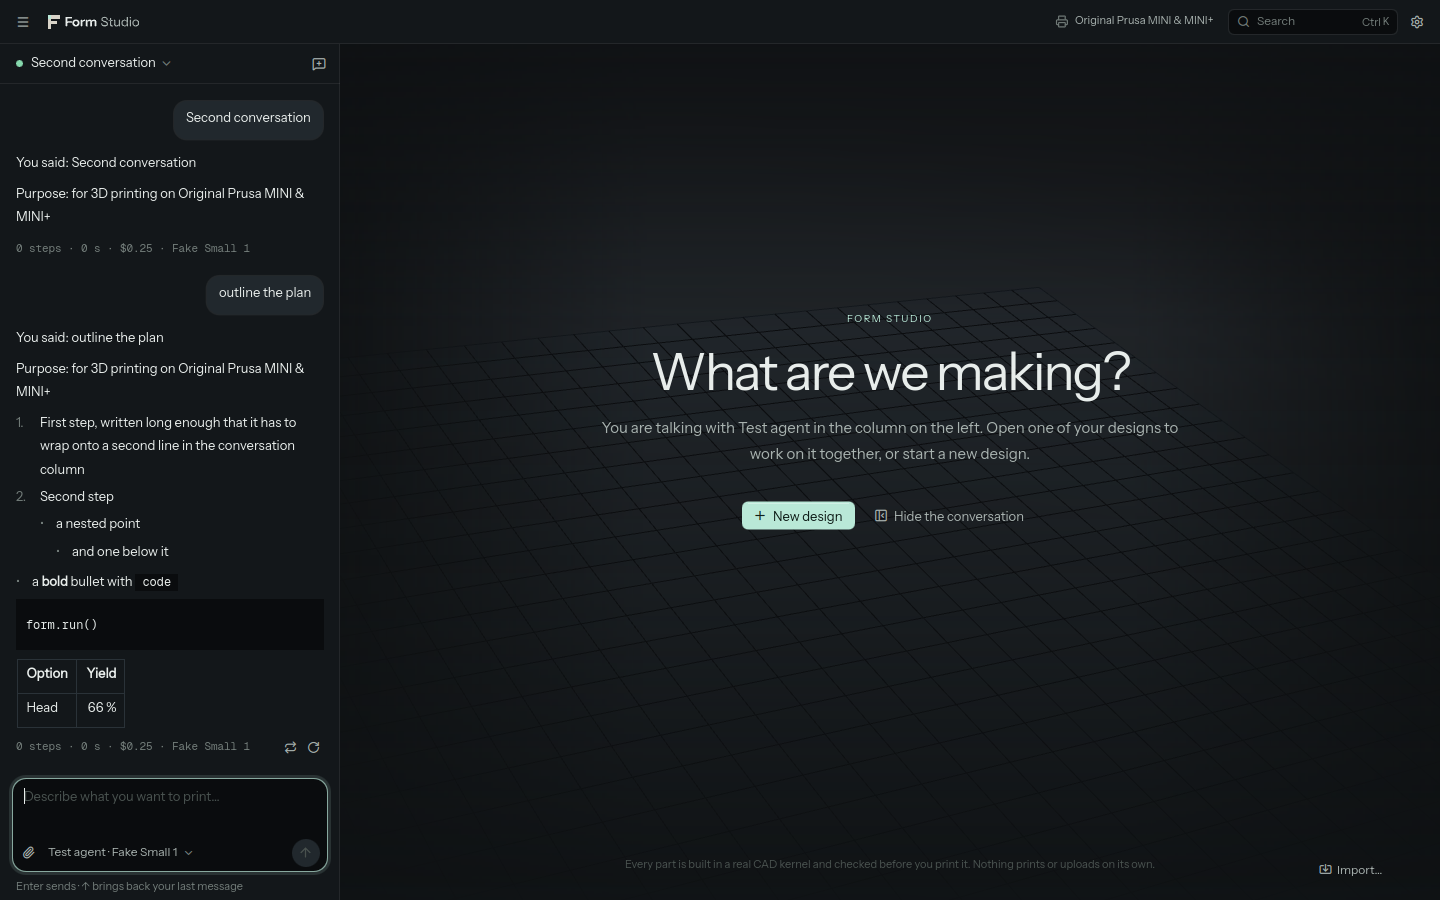 Form Studio
Original Prusa MINI & MINI+
Search
Ctrl K
Second conversation
Second conversation
You said: Second conversation
Purpose: for 3D printing on Original Prusa MINI &
MINI+
0 steps · 0 s · $0.25 · Fake Small 1
outline the plan
You said: outline the plan
Purpose: for 3D printing on Original Prusa MINI &
MINI+
1. First step, written long enough that it has to
wrap onto a second line in the conversation
column
2. Second step
· a nested point
· and one below it
· a bold bullet with code
form.run()
Option Yield
Head 66 %
0 steps · 0 s · $0.25 · Fake Small 1
Describe what you want to print...
Test agent · Fake Small 1
Enter sends · ↑ brings back your last message
FORM STUDIO
What are we making?
You are talking with Test agent in the column on the left. Open one of your designs to
work on it together, or start a new design.
New design
Hide the conversation
Every part is built in a real CAD kernel and checked before you print it. Nothing prints or uploads on its own.
Import...